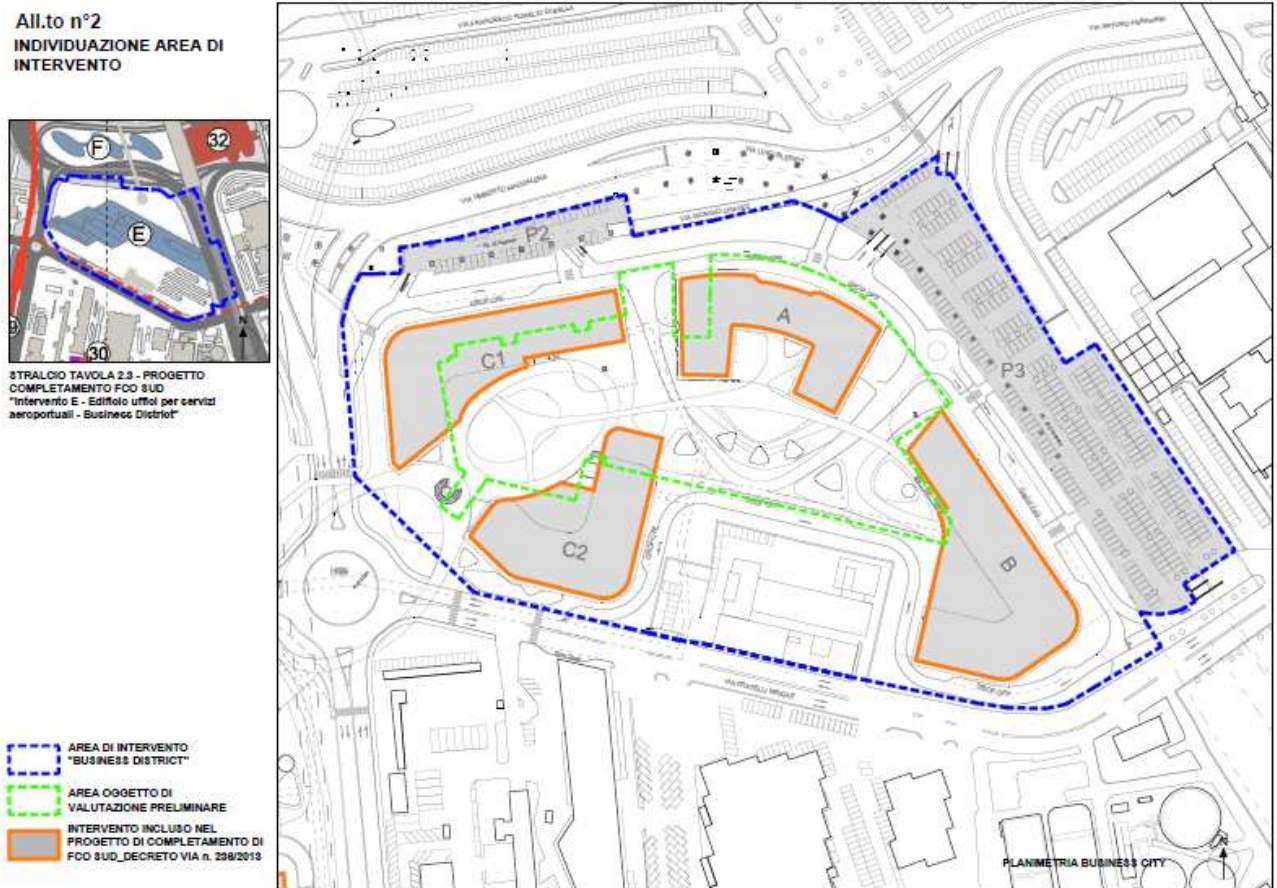 All.to n°2
INDIVIDUAZIONE AREA DI
INTERVENTO
F
32
E
30
N
STRALCIO TAVOLA 2.3 - PROGETTO
COMPLETAMENTO FCO SUD
"Intervento E - Edificio uffici per servizi
aeroportuali - Business District"
AREA DI INTERVENTO
"BUSINESS DISTRICT"
AREA OGGETTO DI
VALUTAZIONE PRELIMINARE
INTERVENTO INCLUSO NEL
PROGETTO DI COMPLETAMENTO DI
FCO SUD_DECRETO VIA n. 236/2013
P2
A
C1
P3
C2
B
PLANIMETRIA BUSINESS CITY